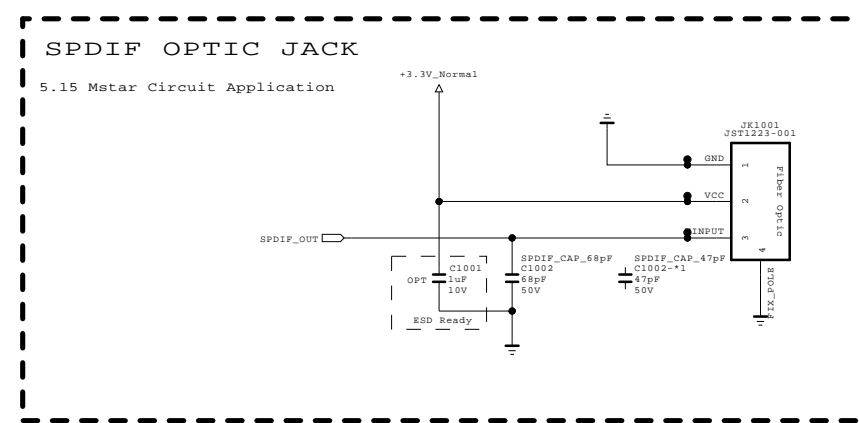 SPDIF OPTIC JACK
5.15 Mstar Circuit Application
+3.3V_Normal
JK1001
JST1223-001
GND
1
VCC
2
Fiber Optic
SPDIF_OUT
INPUT
3
4
FIX_POLE
OPT
C1001
1uF
10V
ESD Ready
SPDIF_CAP_68pF
C1002
68pF
50V
SPDIF_CAP_47pF
C1002-*1
47pF
50V